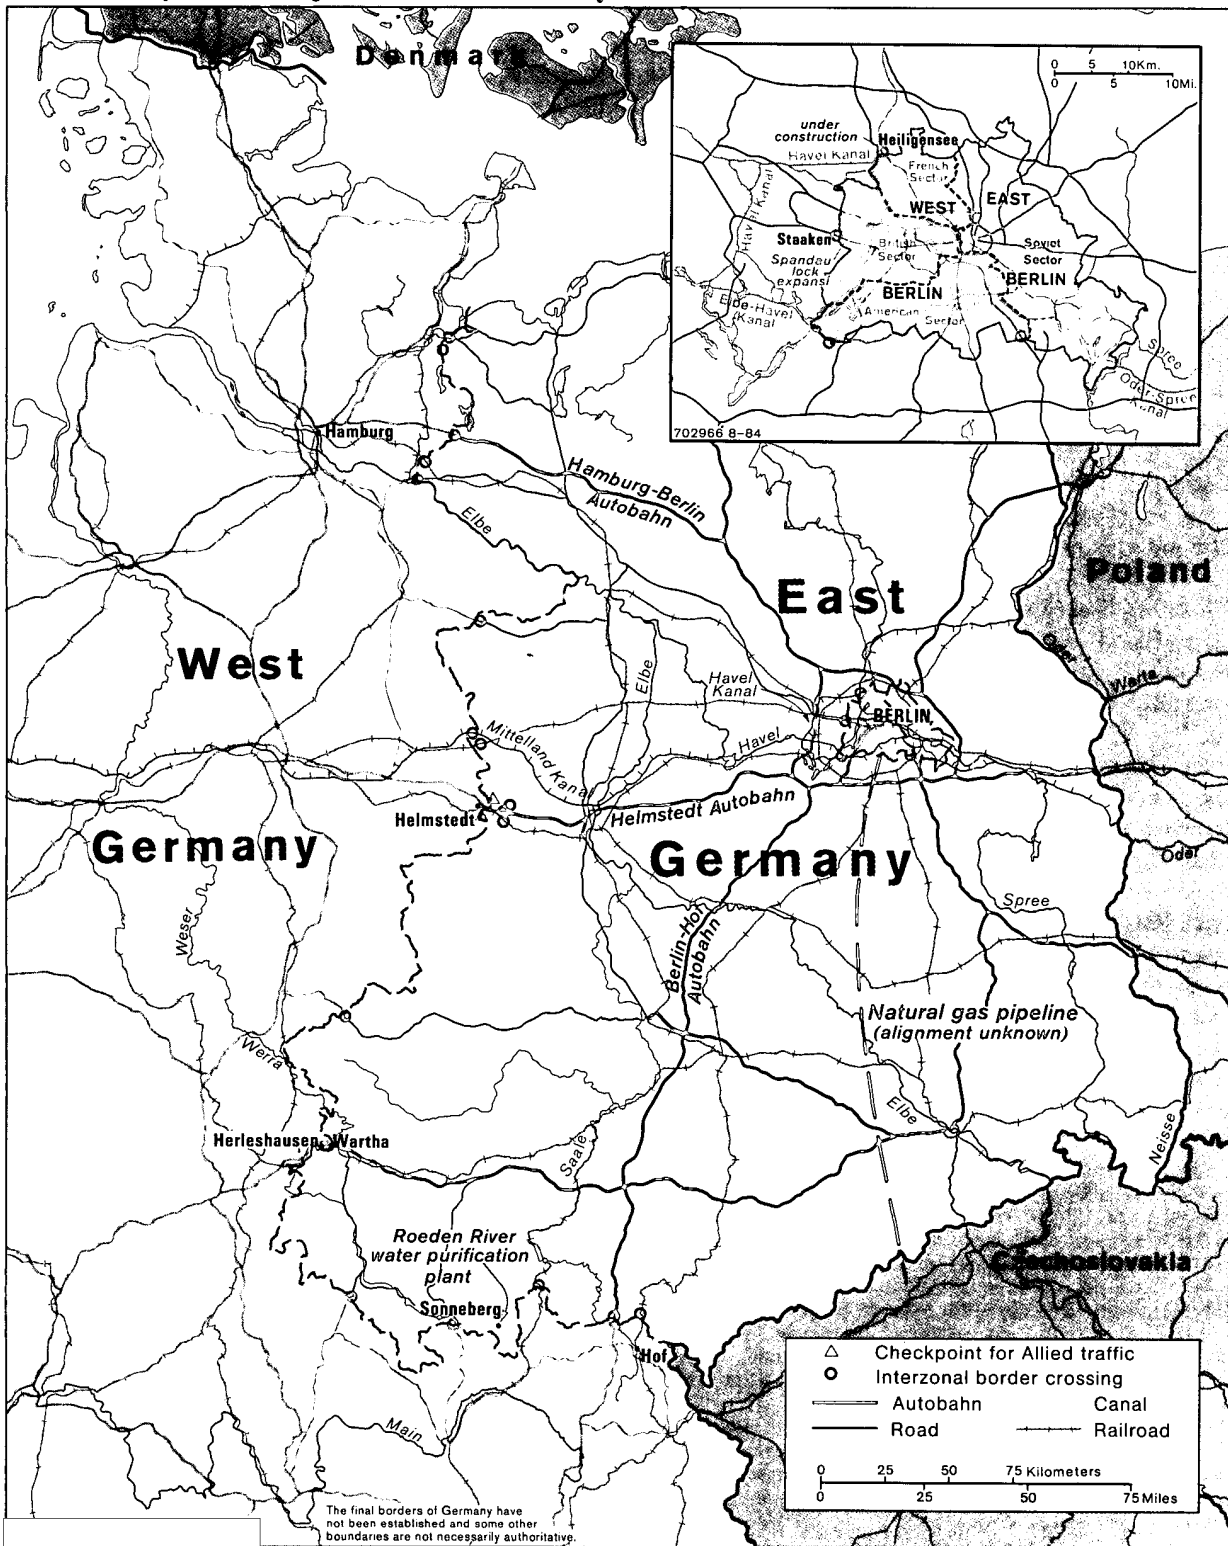 Denmark
0 5 10Km.
0 5 10Mi.
under
construction
Heiligensee
Havel Kanal
French
Sector
Havel Kanal
WEST
EAST
Staaken
British
Sector
Soviet
Sector
Spandau
lock
expansi
BERLIN
BERLIN
Elbe-Havel
Kanal
American Sector
Spree
Oder-Spree
Kanal
702966 8-84
Hamburg
Hamburg-Berlin
Autobahn
Elbe
Poland
East
West
Oder
Warta
Elbe
Havel
Kanal
BERLIN
Mittelland Kanal
Havel
Helmstedt
Helmstedt Autobahn
Germany
Germany
Oder
Weser
Spree
Berlin-Hof
Autobahn
Natural gas pipeline
(alignment unknown)
Werra
Elbe
Neisse
Herleshausen
Wartha
Saale
Roeden River
water purification
plant
Sonneberg
Czechoslovakia
Hof
Main
Checkpoint for Allied traffic
Interzonal border crossing
Autobahn
Canal
Road
Railroad
0 25 50 75 Kilometers
0 25 50 75 Miles
The final borders of Germany have
not been established and some other
boundaries are not necessarily authoritative.